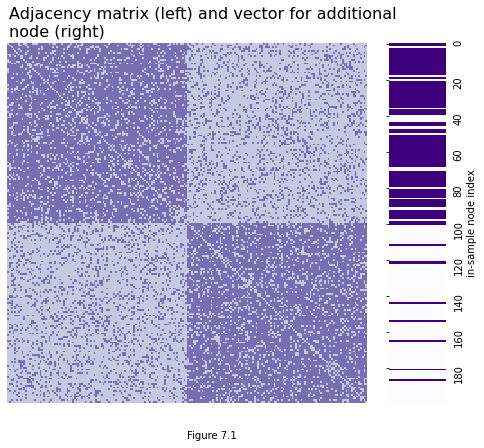 Adjacency matrix (left) and vector for additional
node (right)
0
20
40
60
80
100
120
140
160
180
in-sample node index
Figure 7.1